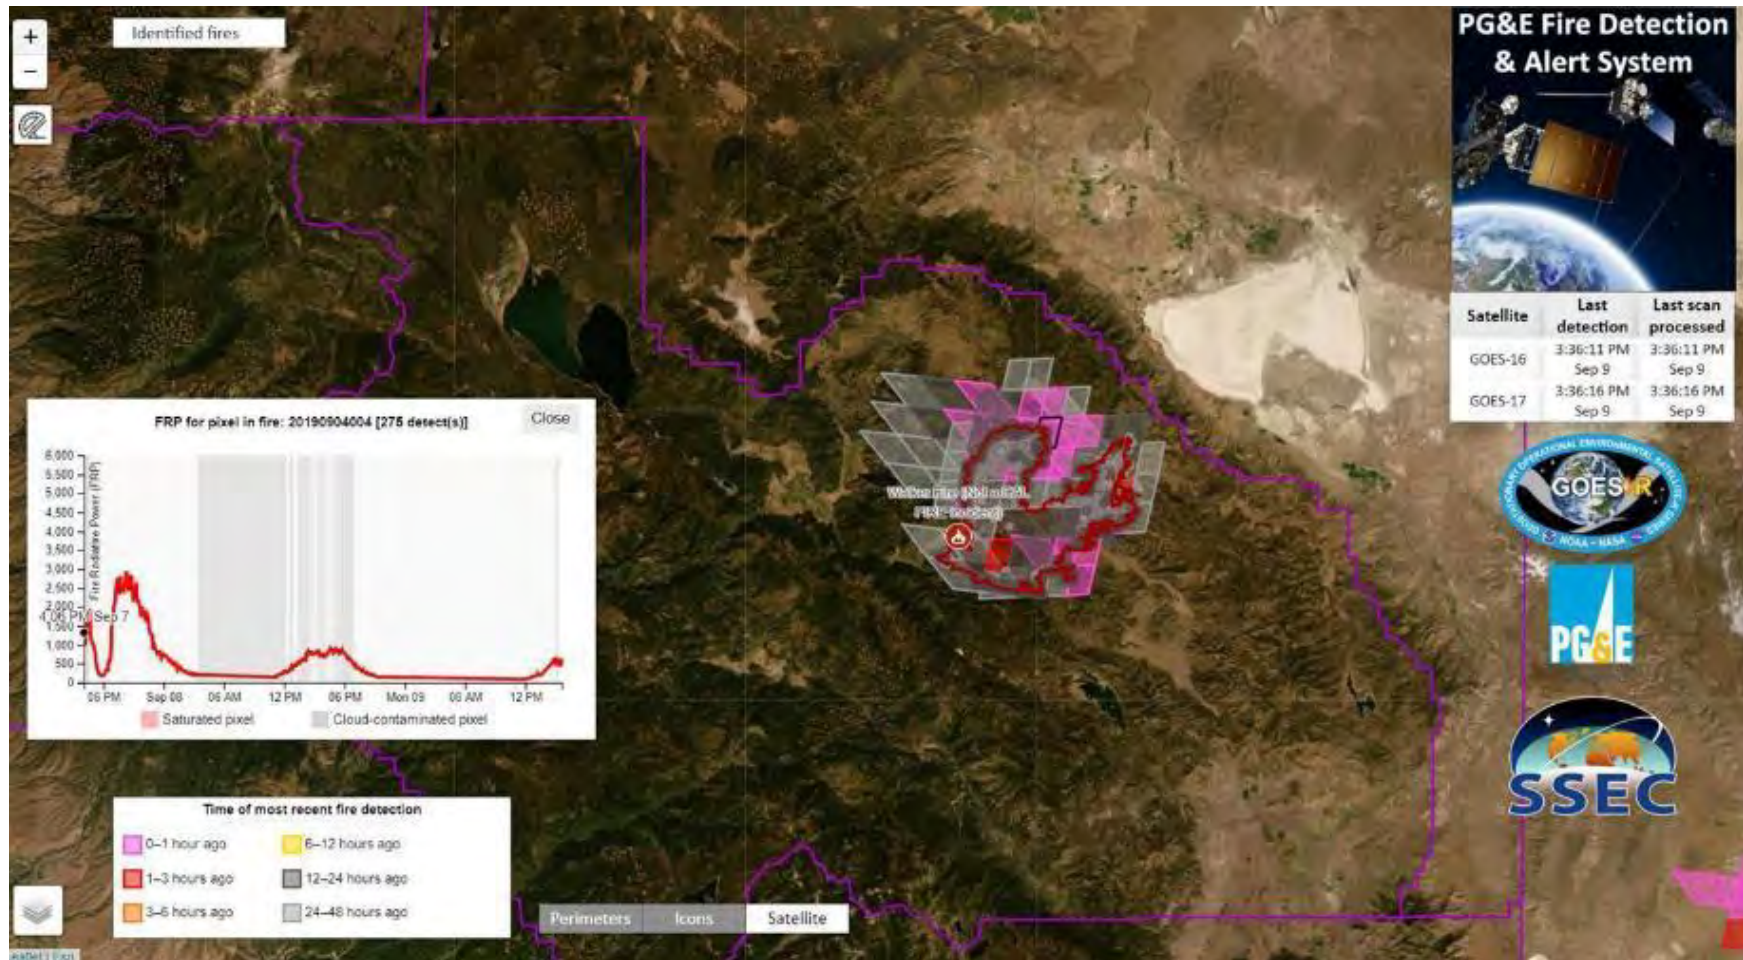 +
Identified fires
−
PG&E Fire Detection
& Alert System
Satellite
Last
detection
Last scan
processed
GOES-16
3:36:11 PM
Sep 9
3:36:11 PM
Sep 9
GOES-17
3:36:16 PM
Sep 9
3:36:16 PM
Sep 9
GOES R
NOAA - NASA
PG&E
SSEC
FRP for pixel in fire: 20190904004 [275 detect(s)]
Close
Fire Radiative Power (FRP)
6,000
5,500
5,000
4,500
4,000
3,500
3,000
2,500
2,000
4:06 PM Sep 7
1,500
1,000
500
0
06 PM
Sep 08
06 AM
12 PM
06 PM
Mon 09
06 AM
12 PM
Saturated pixel
Cloud-contaminated pixel
Walker Fire
Time of most recent fire detection
0–1 hour ago
6–12 hours ago
1–3 hours ago
12–24 hours ago
3–6 hours ago
24–48 hours ago
Perimeters
Icons
Satellite